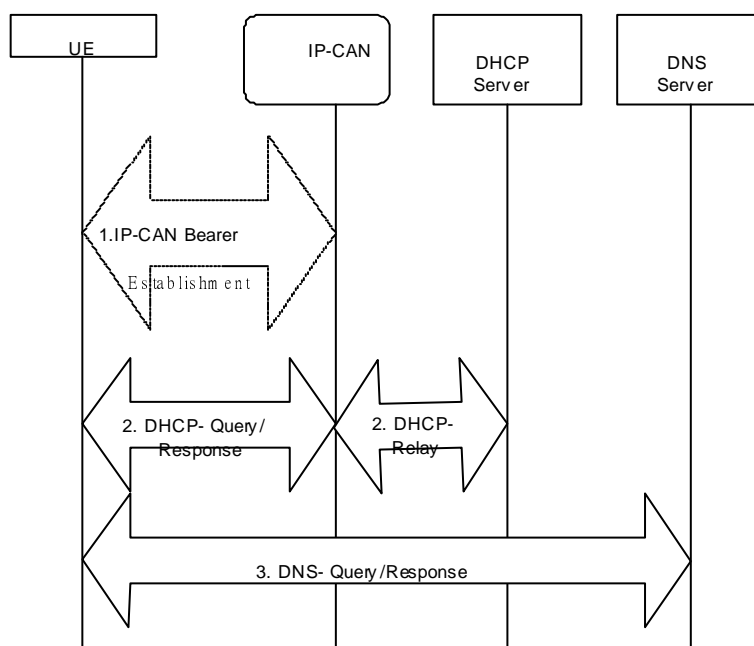 UE
IP-CAN
DHCP
Server
DNS
Server
1.IP-CAN Bearer
Establishment
2. DHCP- Query/
Response
2. DHCP-
Relay
3. DNS- Query/Response